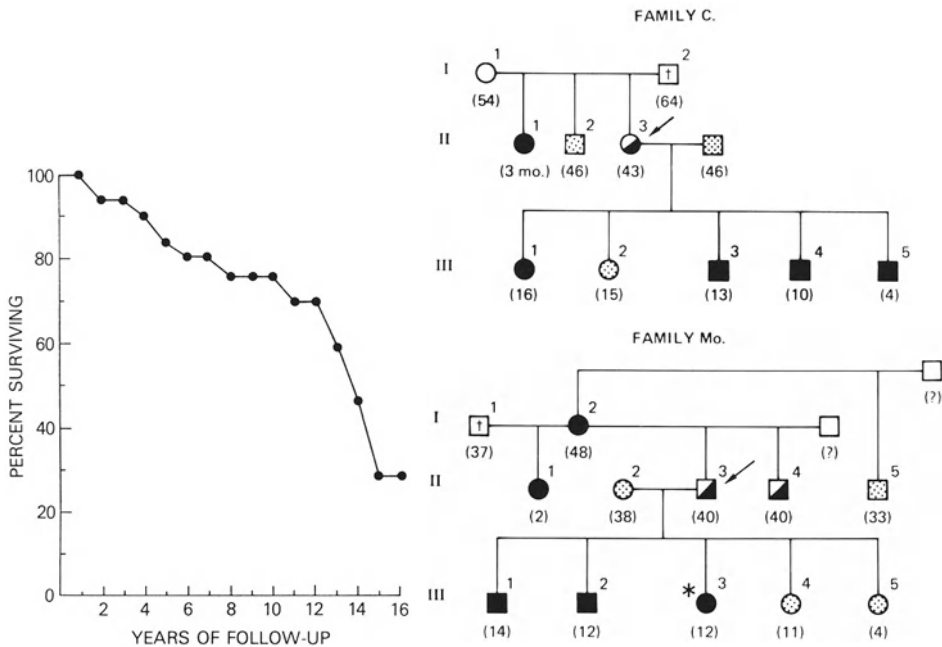 100
80
60
40
20
0
2 4 6 8 10 12 14 16
PERCENT SURVIVING
YEARS OF FOLLOW-UP
FAMILY C.
I
1 2
†
(54) (64)
II
1 2 3
(3 mo.) (46) (43) (46)
III
1 2 3 4 5
(16) (15) (13) (10) (4)
FAMILY Mo.
(?)
I
1 2
†
(37) (48) (?)
II
1 2 3 4 5
(2) (38) (40) (40) (33)
III
1 2 * 3 4 5
(14) (12) (12) (11) (4)